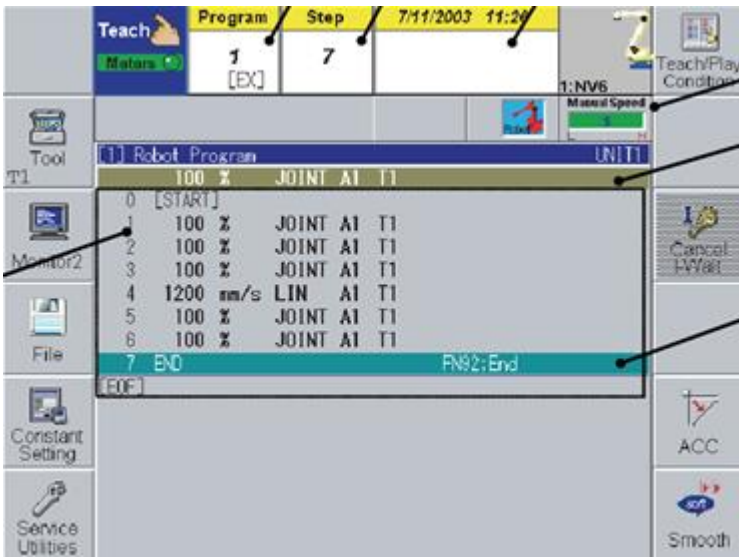 Teach
Motors
Program
1
[EX]
Step
7
7/11/2003 11:26
1:NV6
Teach/Play
Condition
Robot
Manual Speed
L H
Tool
T1
[1] Robot Program UNIT1
100 % JOINT A1 T1
0 [START]
1 100 % JOINT A1 T1
2 100 % JOINT A1 T1
3 100 % JOINT A1 T1
4 1200 mm/s LIN A1 T1
5 100 % JOINT A1 T1
6 100 % JOINT A1 T1
7 END FN92;End
[EOF]
Monitor2
File
Constant
Setting
Service
Utilities
Cancel
I-Wait
ACC
soft
Smooth